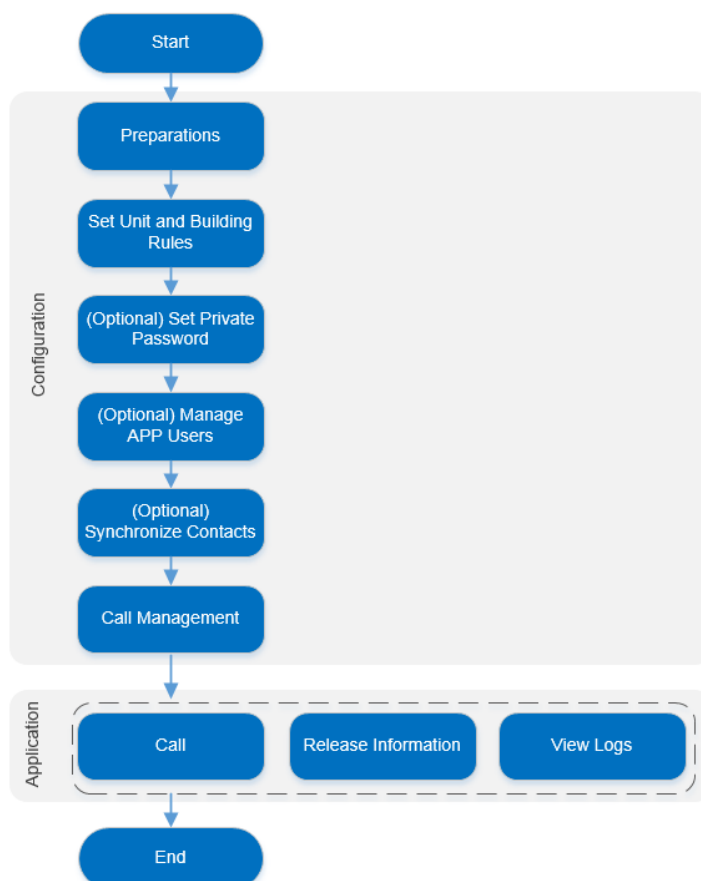 Start
Preparations
Set Unit and Building
Rules
(Optional) Set Private
Password
(Optional) Manage
APP Users
(Optional)
Synchronize Contacts
Call Management
Configuration
Call
Release Information
View Logs
Application
End